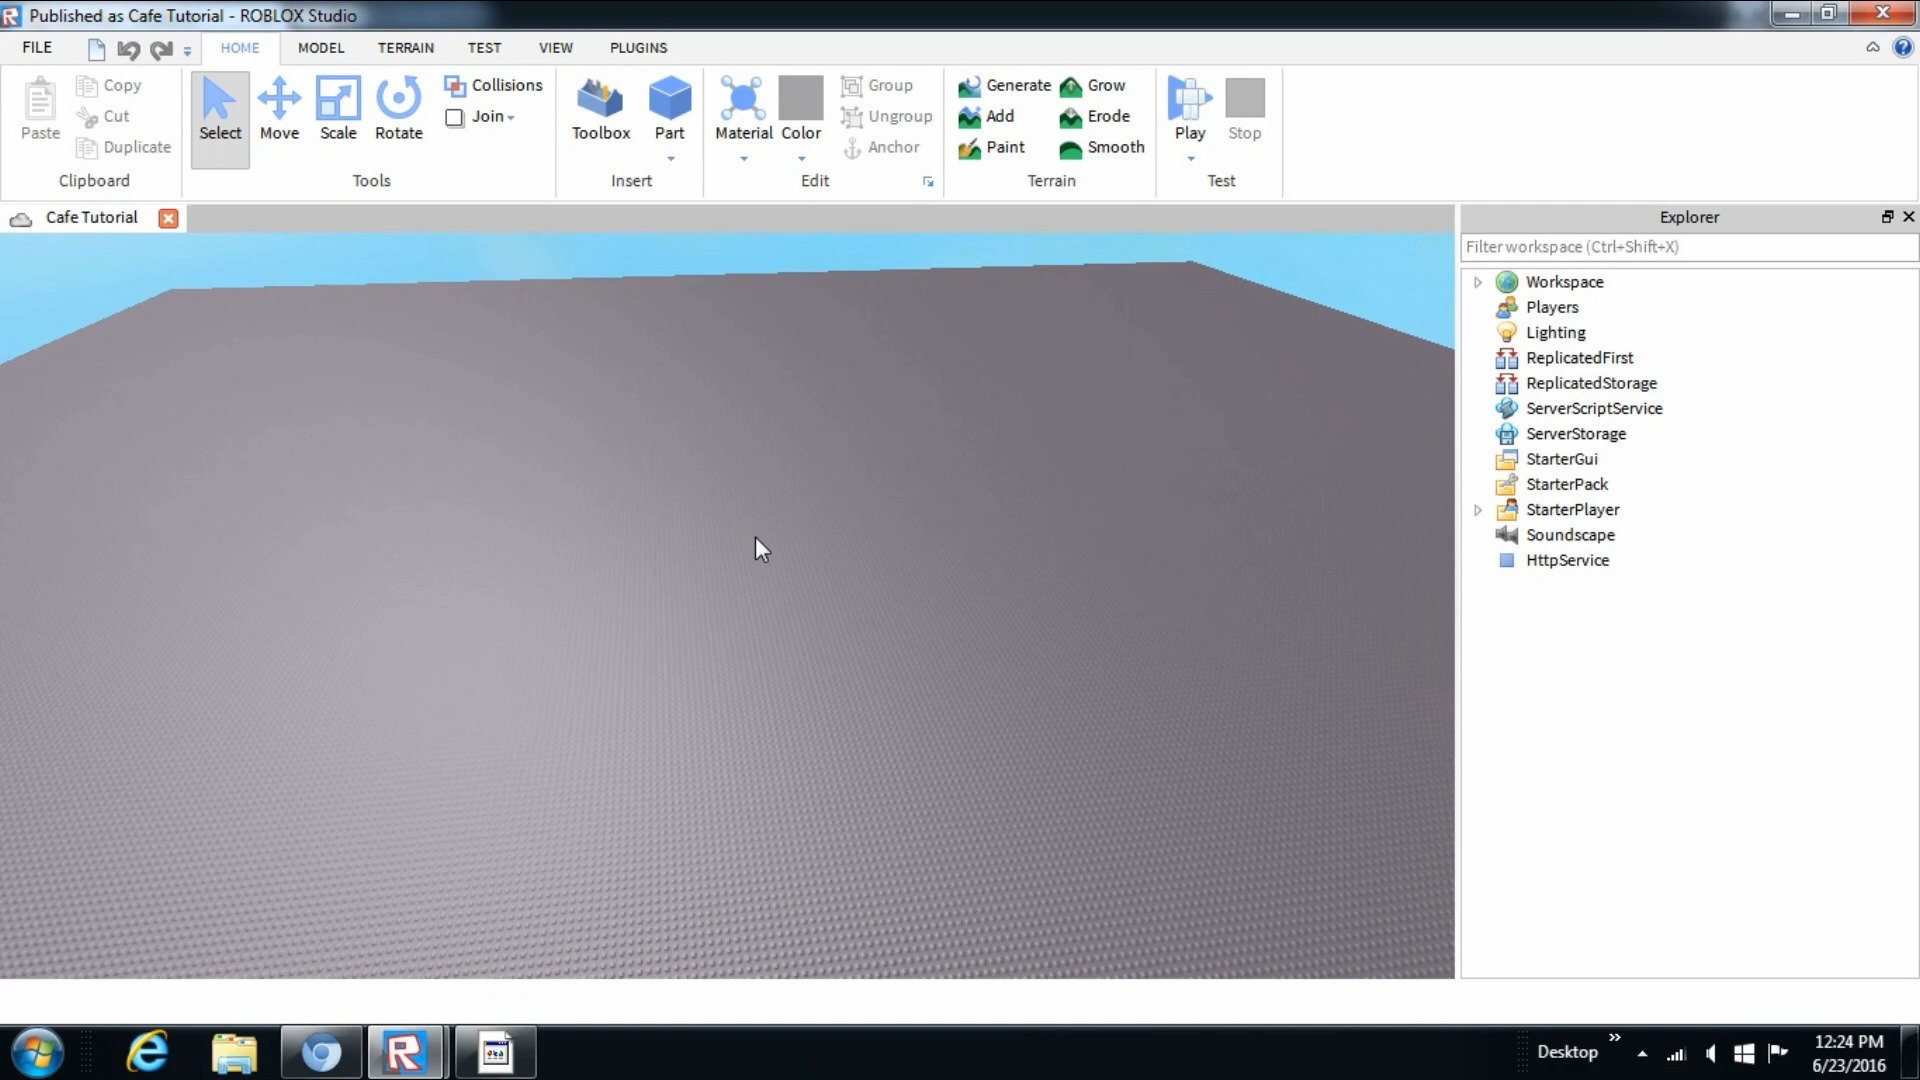 Published as Cafe Tutorial - ROBLOX Studio
FILE HOME MODEL TERRAIN TEST VIEW PLUGINS
Paste
Copy
Cut
Duplicate
Clipboard
Select
Move
Scale
Rotate
Collisions
Join
Tools
Toolbox
Part
Insert
Material
Color
Group
Ungroup
Anchor
Edit
Generate
Add
Paint
Grow
Erode
Smooth
Terrain
Play
Stop
Test
Cafe Tutorial
Explorer
Filter workspace (Ctrl+Shift+X)
Workspace
Players
Lighting
ReplicatedFirst
ReplicatedStorage
ServerScriptService
ServerStorage
StarterGui
StarterPack
StarterPlayer
Soundscape
HttpService
Desktop
12:24 PM
6/23/2016